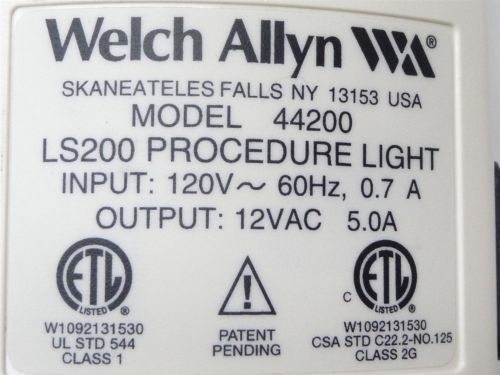 Welch Allyn WA®
SKANEATELES FALLS NY 13153 USA
MODEL 44200
LS200 PROCEDURE LIGHT
INPUT: 120V~ 60Hz, 0.7 A
OUTPUT: 12VAC 5.0A
ETL
LISTED
W1092131530
UL STD 544
CLASS 1
!
PATENT
PENDING
C ETL
LISTED
W1092131530
CSA STD C22.2-NO.125
CLASS 2G